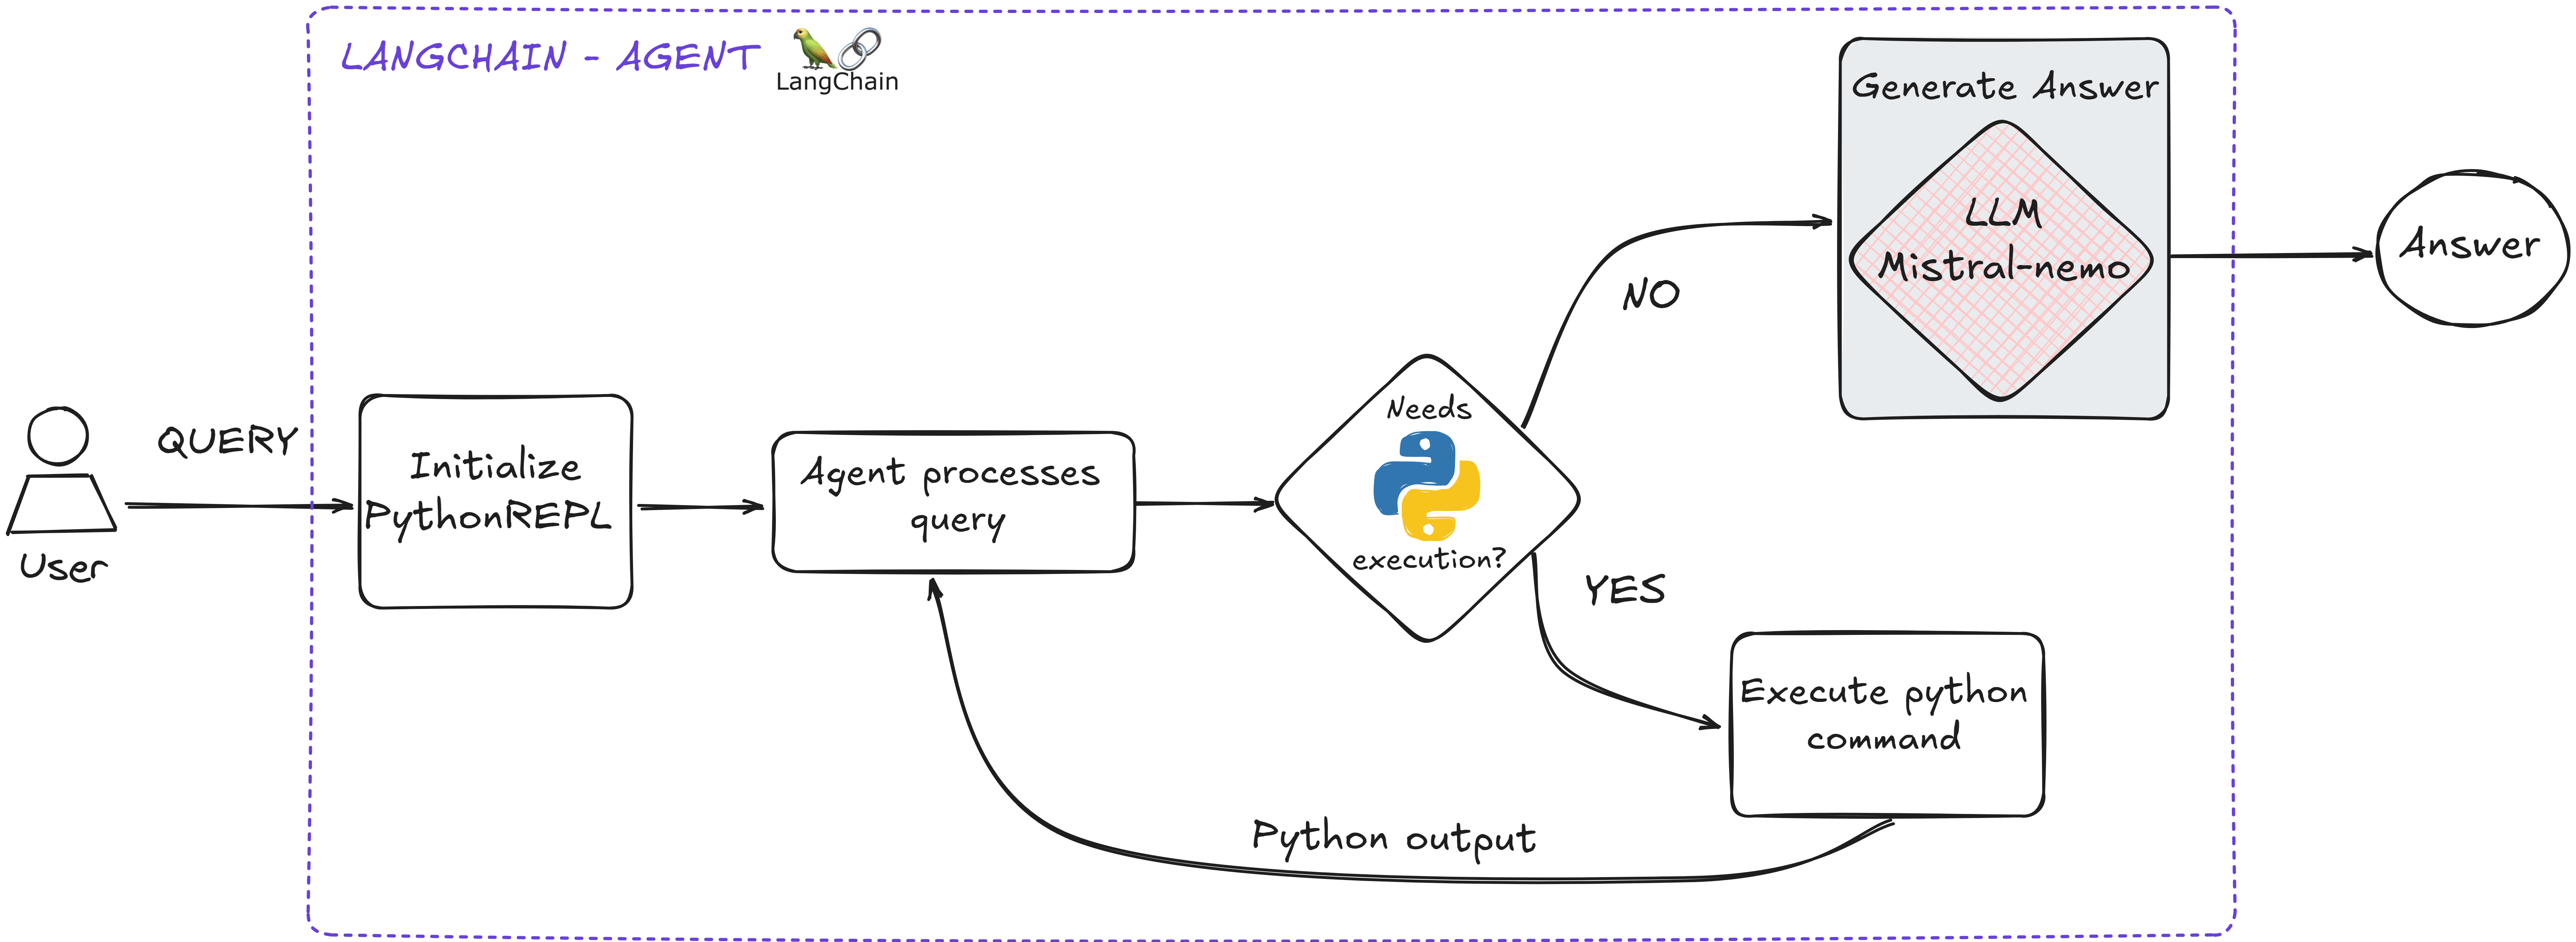 LANGCHAIN - AGENT
LangChain
User
QUERY
Initialize
PythonREPL
Agent processes
query
Needs
execution?
NO
YES
Generate Answer
LLM
Mistral-nemo
Answer
Execute python
command
Python output